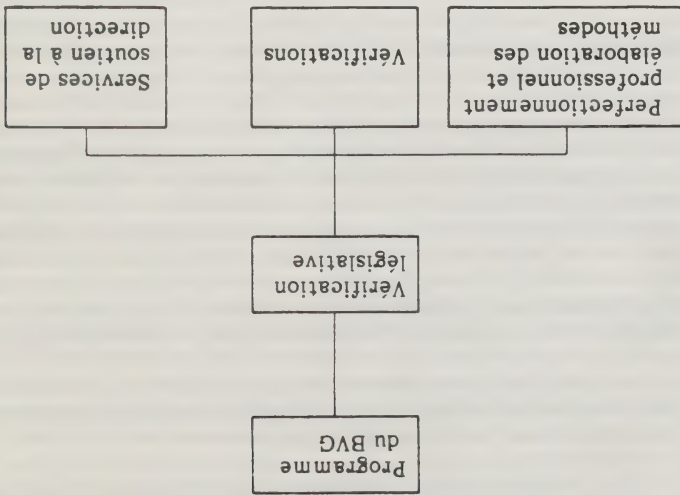 Programme
du BVG
Vérification
législative
Services de
soutien à la
direction
Vérifications
Perfectionnement
professionnel et
élaboration des
méthodes